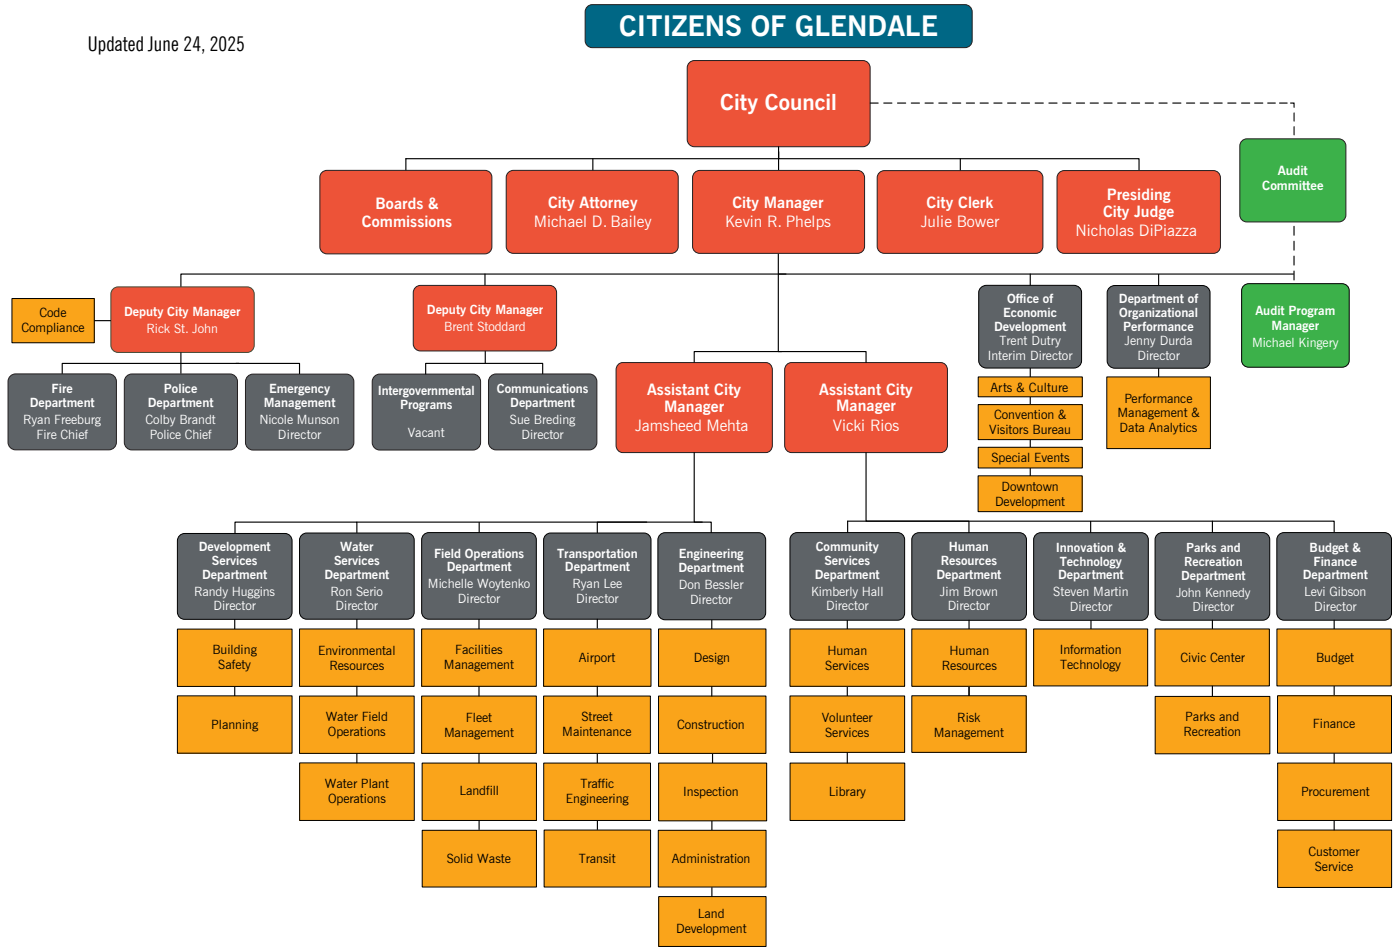 CITIZENS OF GLENDALE
Updated June 24, 2025
City Council
Audit
Committee
Boards &
Commissions
City Attorney
Michael D. Bailey
City Manager
Kevin R. Phelps
City Clerk
Julie Bower
Presiding
City Judge
Nicholas DiPiazza
Code
Compliance
Deputy City Manager
Rick St. John
Deputy City Manager
Brent Stoddard
Office of
Economic
Development
Trent Dutry
Interim Director
Department of
Organizational
Performance
Jenny Durda
Director
Audit Program
Manager
Michael Kingery
Fire
Department
Ryan Freeburg
Fire Chief
Police
Department
Colby Brandt
Police Chief
Emergency
Management
Nicole Munson
Director
Intergovernmental
Programs
Vacant
Communications
Department
Sue Breding
Director
Assistant City
Manager
Jamsheed Mehta
Assistant City
Manager
Vicki Rios
Arts & Culture
Convention &
Visitors Bureau
Special Events
Downtown
Development
Performance
Management &
Data Analytics
Development
Services
Department
Randy Huggins
Director
Water
Services
Department
Ron Serio
Director
Field Operations
Department
Michelle Woytenko
Director
Transportation
Department
Ryan Lee
Director
Engineering
Department
Don Bessler
Director
Community
Services
Department
Kimberly Hall
Director
Human
Resources
Department
Jim Brown
Director
Innovation &
Technology
Department
Steven Martin
Director
Parks and
Recreation
Department
John Kennedy
Director
Budget &
Finance
Department
Levi Gibson
Director
Building
Safety
Environmental
Resources
Facilities
Management
Airport
Design
Human
Services
Human
Resources
Information
Technology
Civic Center
Budget
Planning
Water Field
Operations
Fleet
Management
Street
Maintenance
Construction
Volunteer
Services
Risk
Management
Parks and
Recreation
Finance
Water Plant
Operations
Landfill
Traffic
Engineering
Inspection
Library
Procurement
Solid Waste
Transit
Administration
Customer
Service
Land
Development